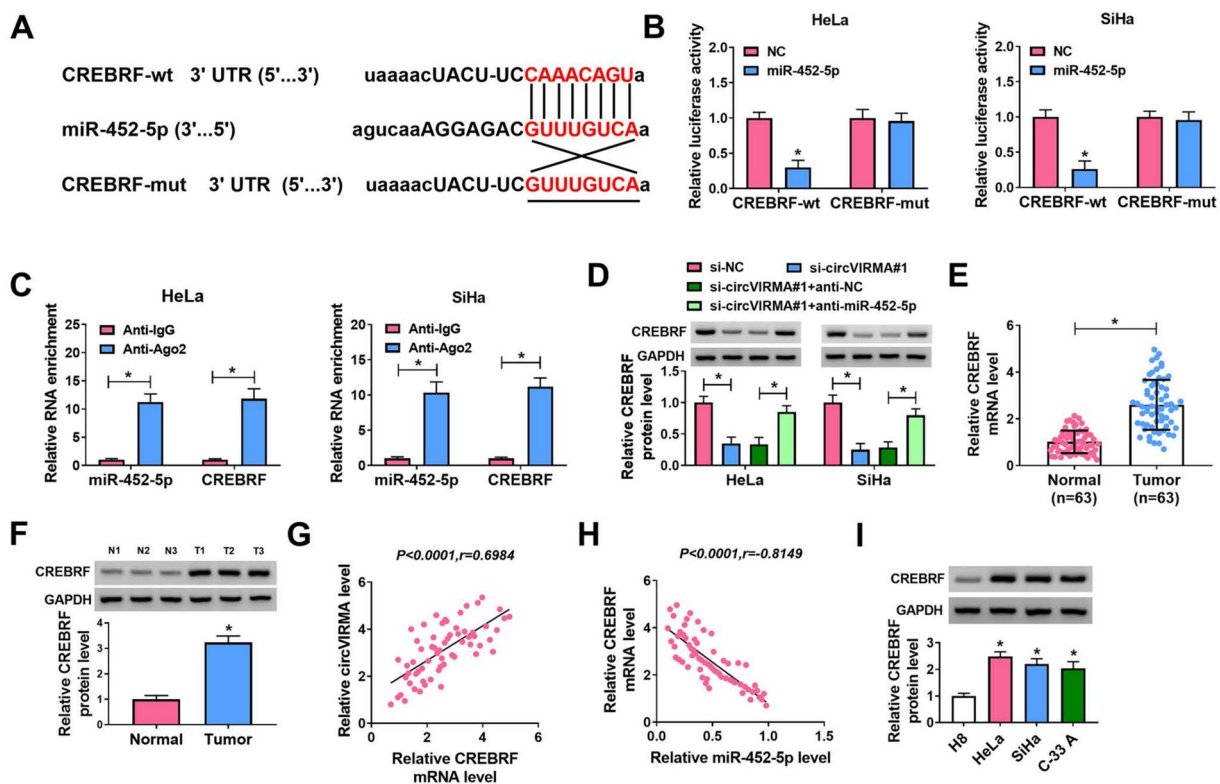 A
CREBRF-wt 3' UTR (5'...3') uaaaacUACU-UCCAAACAGUa
miR-452-5p (3'...5') agucaaAGGAGACGUUUGUCAa
CREBRF-mut 3' UTR (5'...3') uaaaacUACU-UCGUUUGUCAa
B
HeLa
Relative luciferase activity
2.0
1.5
1.0
0.5
0.0
NC
miR-452-5p
*
CREBRF-wt CREBRF-mut
SiHa
Relative luciferase activity
2.0
1.5
1.0
0.5
0.0
NC
miR-452-5p
*
CREBRF-wt CREBRF-mut
C
HeLa
Relative RNA enrichment
25
20
15
10
5
0
Anti-IgG
Anti-Ago2
* *
miR-452-5p CREBRF
SiHa
Relative RNA enrichment
25
20
15
10
5
0
Anti-IgG
Anti-Ago2
* *
miR-452-5p CREBRF
D
si-NC si-circVIRMA#1
si-circVIRMA#1+anti-NC
si-circVIRMA#1+anti-miR-452-5p
CREBRF
GAPDH
Relative CREBRF
protein level
1.5
1.0
0.5
0.0
* * * *
HeLa SiHa
E
Relative CREBRF
mRNA level
6
4
2
0
*
Normal Tumor
(n=63) (n=63)
F
N1 N2 N3 T1 T2 T3
CREBRF
GAPDH
Relative CREBRF
protein level
4
3
2
1
0
*
Normal Tumor
G
P<0.0001,r=0.6984
Relative circVIRMA level
6
4
2
0
0 2 4 6
Relative CREBRF
mRNA level
H
P<0.0001,r=-0.8149
Relative CREBRF
mRNA level
6
4
2
0
0.0 0.5 1.0 1.5
Relative miR-452-5p level
I
CREBRF
GAPDH
Relative CREBRF
protein level
3
2
1
0
* * *
H8 HeLa SiHa C-33 A